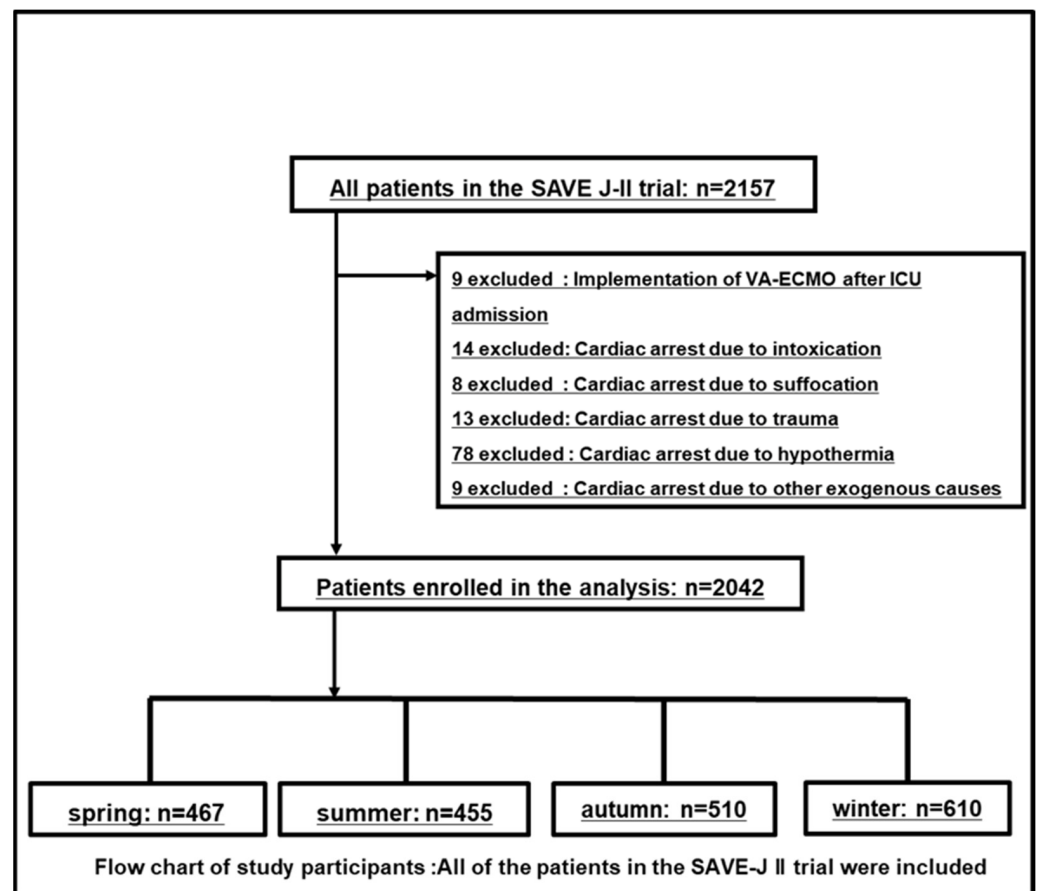 All patients in the SAVE J-II trial: n=2157
9 excluded : Implementation of VA-ECMO after ICU
admission
14 excluded: Cardiac arrest due to intoxication
8 excluded : Cardiac arrest due to suffocation
13 excluded: Cardiac arrest due to trauma
78 excluded : Cardiac arrest due to hypothermia
9 excluded : Cardiac arrest due to other exogenous causes
Patients enrolled in the analysis: n=2042
spring: n=467
summer: n=455
autumn: n=510
winter: n=610
Flow chart of study participants :All of the patients in the SAVE-J II trial were included